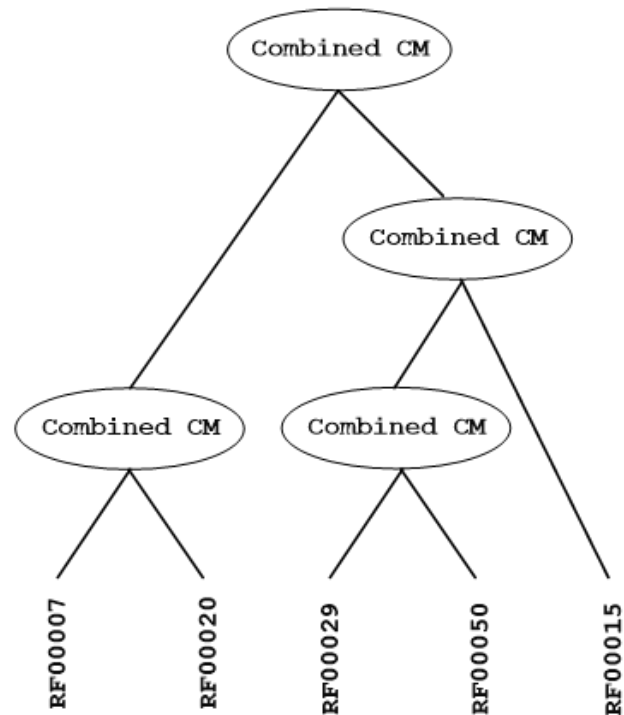 Combined CM
Combined CM
Combined CM
Combined CM
RF00007
RF00020
RF00029
RF00050
RF00015